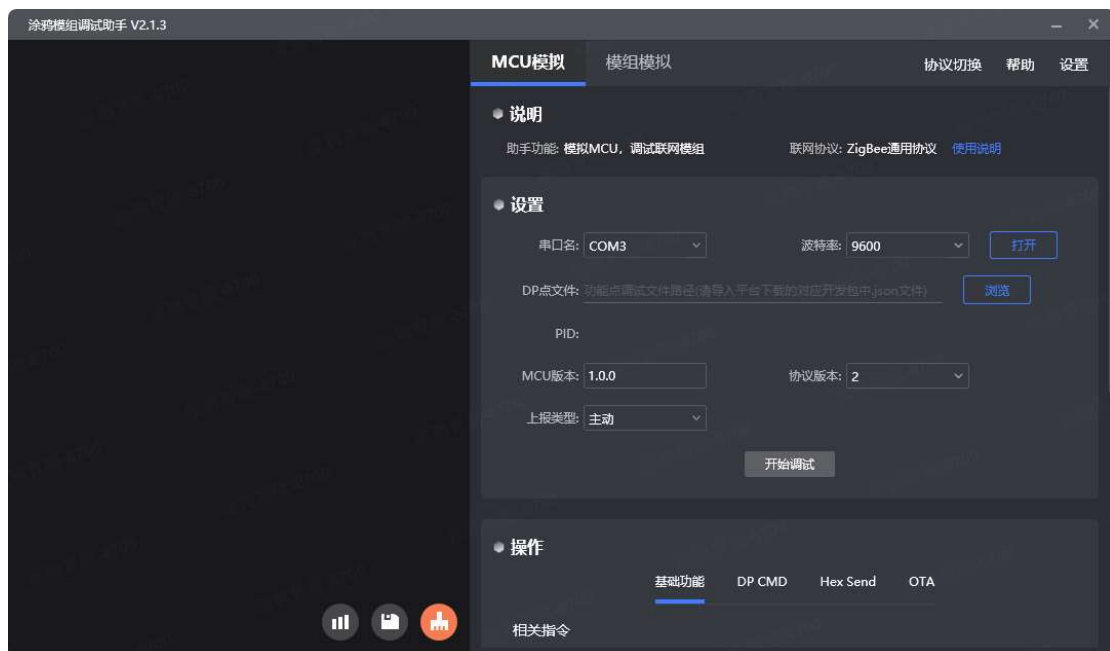 涂鸦模组调试助手 V2.1.3
MCU模拟 模组模拟 协议切换 帮助 设置
说明
助手功能: 模拟MCU，调试联网模组 联网协议: ZigBee通用协议 使用说明
设置
串口名: COM3 波特率: 9600 打开
DP点文件: 功能点调试文件路径(请导入平台下载的对应开发包中.json文件) 浏览
PID:
MCU版本: 1.0.0 协议版本: 2
上报类型: 主动
开始调试
操作
基础功能 DP CMD Hex Send OTA
相关指令